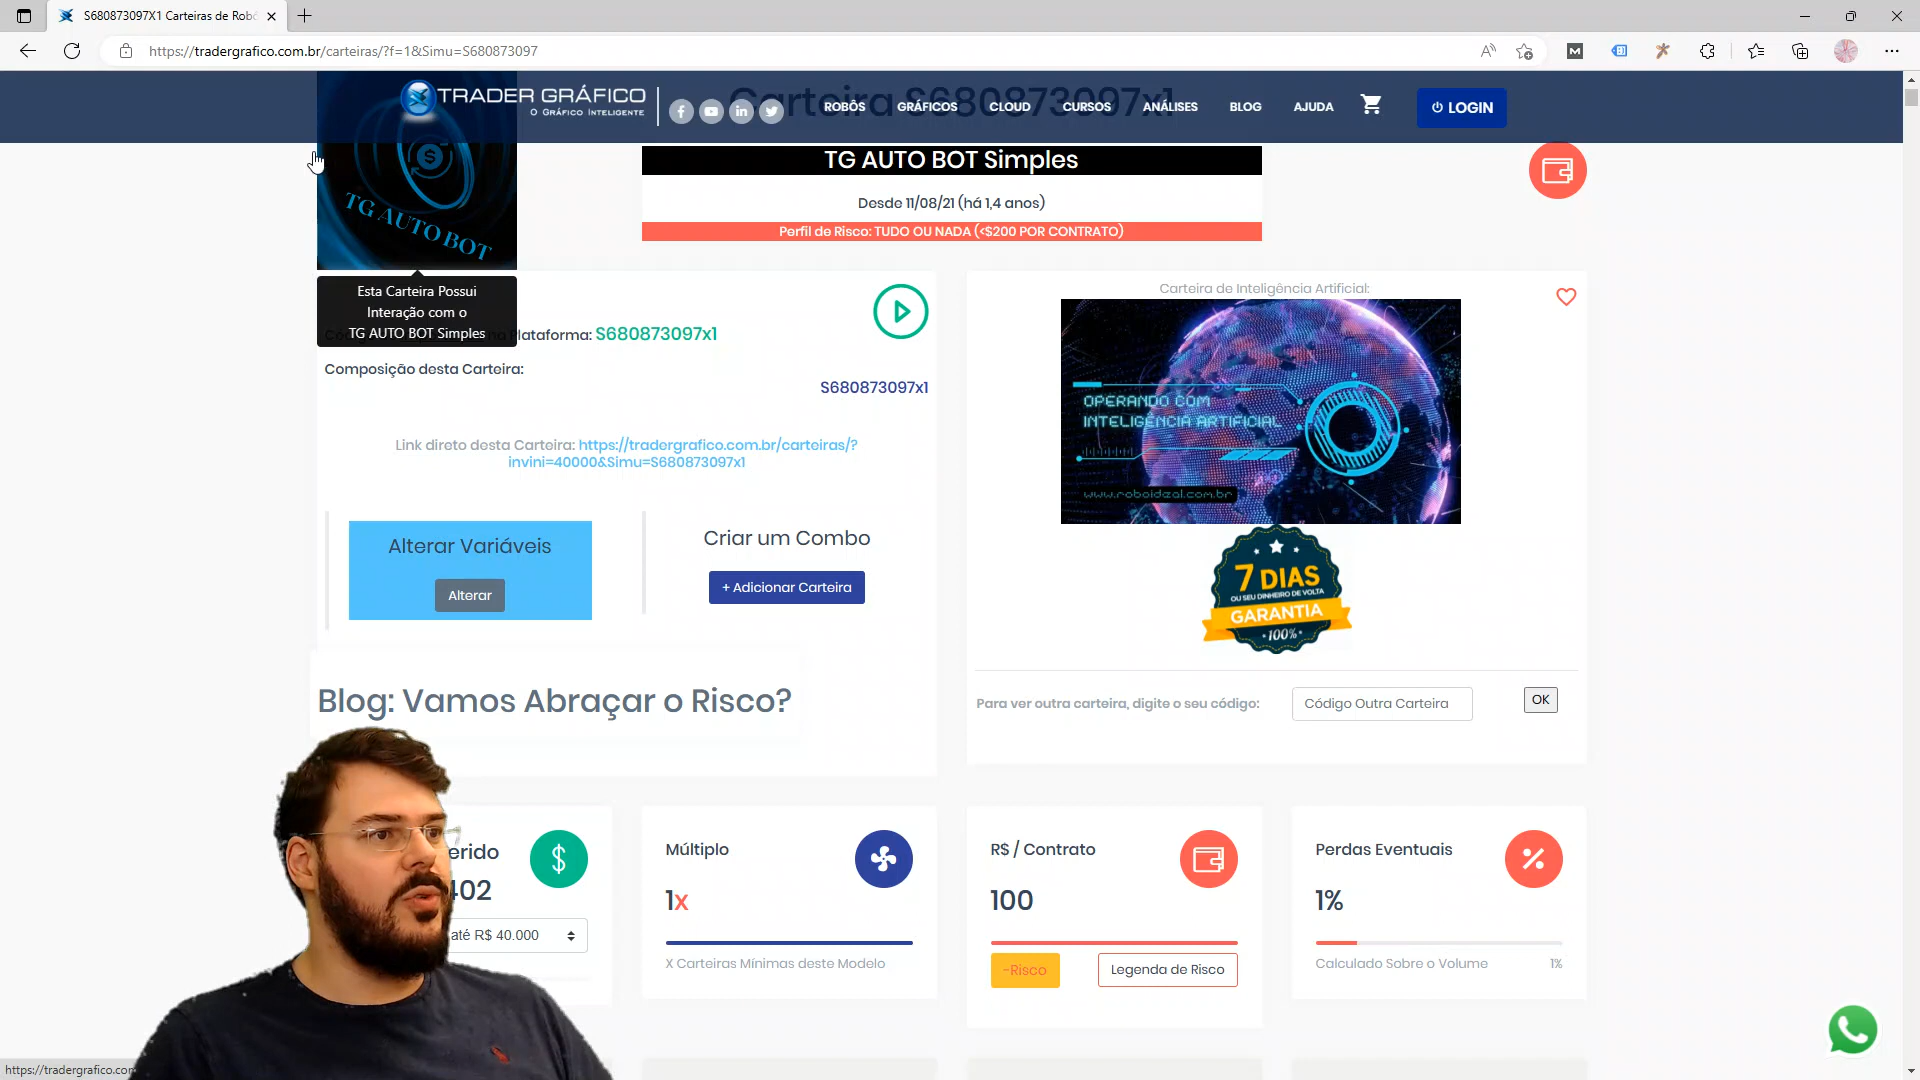 S680873097X1 Carteiras de Robô
https://tradergrafico.com.br/carteiras/?f=1&Simu=S680873097
TRADER GRÁFICO
O GRÁFICO INTELIGENTE
ROBÔS GRÁFICOS CLOUD CURSOS ANÁLISES BLOG AJUDA LOGIN
Carteira S680873097x1
TG AUTO BOT
TG AUTO BOT Simples
Desde 11/08/21 (há 1,4 anos)
Perfil de Risco: TUDO OU NADA (<$200 POR CONTRATO)
Esta Carteira Possui
Interação com o
TG AUTO BOT Simples
lataforma: S680873097x1
Composição desta Carteira:
S680873097x1
Link direto desta Carteira: https://tradergrafico.com.br/carteiras/?
invini=40000&Simu=S680873097x1
Alterar Variáveis
Alterar
Criar um Combo
+ Adicionar Carteira
Blog: Vamos Abraçar o Risco?
Carteira de Inteligência Artificial:
OPERANDO COM
INTELIGÊNCIA ARTIFICIAL
www.roboideal.com.br
7 DIAS
OU SEU DINHEIRO DE VOLTA
GARANTIA
100%
Para ver outra carteira, digite o seu código:
Código Outra Carteira
OK
erido
402
até R$ 40.000
Múltiplo
1x
X Carteiras Mínimas deste Modelo
R$ / Contrato
100
-Risco
Legenda de Risco
Perdas Eventuais
1%
Calculado Sobre o Volume 1%
https://tradergrafico.com